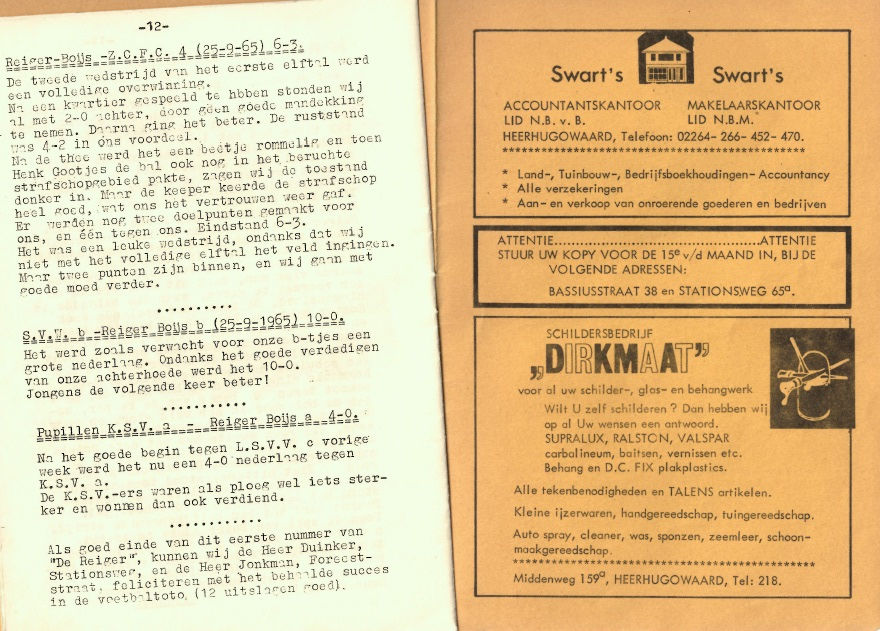 -12-
Reiger-Boijs -Z.C.F.C. 4 (25-9-65) 6-3.
De tweede wedstrijd van het eerste elftal werd
een volledige overwinning.
Na een kwartier gespeeld te hbben stonden wij
al met 2-0 achter, door geen goede mandekking
te nemen. Daarna ging het beter. De ruststand
was 4-2 in ons voordeel.
Na de thee werd het een beetje rommelig en toen
Henk Gootjes de bal ook nog in het beruchte
strafschopgebied pakte, zagen wij de toestand
donker in. Maar de keeper keerde de strafschop
heel goed, wat ons het vertrouwen weer gaf.
Er werden nog twee doelpunten gemaakt voor
ons, en één tegen ons. Eindstand 6-3.
Het was een leuke wedstrijd, ondanks dat wij
niet met het volledige elftal het veld ingingen.
Maar twee punten zijn binnen, en wij gaan met
goede moed verder.
..........
S.V.W. b -Reiger Boijs b (25-9-1965) 10-0.
Het werd zoals verwacht voor onze b-tjes een
grote nederlaag. Ondanks het goede verdedigen
van onze achterhoede werd het 10-0.
Jongens de volgende keer beter!
...........
Pupillen K.S.V. a - Reiger Boijs a 4-0.
Na het goede begin tegen L.S.V.V. c vorige
week werd het nu een 4-0 nederlaag tegen
K.S.V. a.
De K.S.V.-ers waren als ploeg wel iets ster-
ker en wonnen dan ook verdiend.
............
Als goed einde van dit eerste nummer van
"De Reiger", kunnen wij de Heer Duinker,
Stationsweg, en de Heer Jonkman, Foreest-
straat, feliciteren met het behaalde succes
in de voetbaltoto (12 uitslagen goed).
Swart's Swart's
ACCOUNTANTSKANTOOR MAKELAARSKANTOOR
LID N.B. v. B. LID N.B.M.
HEERHUGOWAARD, Telefoon: 02264- 266- 452- 470.
********************************************
* Land-, Tuinbouw-, Bedrijfsboekhoudingen- Accountancy
* Alle verzekeringen
* Aan- en verkoop van onroerende goederen en bedrijven
ATTENTIE...........................................ATTENTIE
STUUR UW KOPY VOOR DE 15e v/d MAAND IN, BIJ DE
VOLGENDE ADRESSEN:
BASSIUSSTRAAT 38 en STATIONSWEG 65a.
SCHILDERSBEDRIJF
„DIRKMAAT”
voor al uw schilder-, glas- en behangwerk
Wilt U zelf schilderen ? Dan hebben wij
op al Uw wensen een antwoord.
SUPRALUX, RALSTON, VALSPAR
carbalineum, baitsen, vernissen etc.
Behang en D.C. FIX plakplastics.
Alle tekenbenodigheden en TALENS artikelen.
Kleine ijzerwaren, handgereedschap, tuingereedschap.
Auto spray, cleaner, was, sponzen, zeemleer, schoon-
maakgereedschap.
********************************************
Middenweg 159a, HEERHUGOWAARD, Tel: 218.